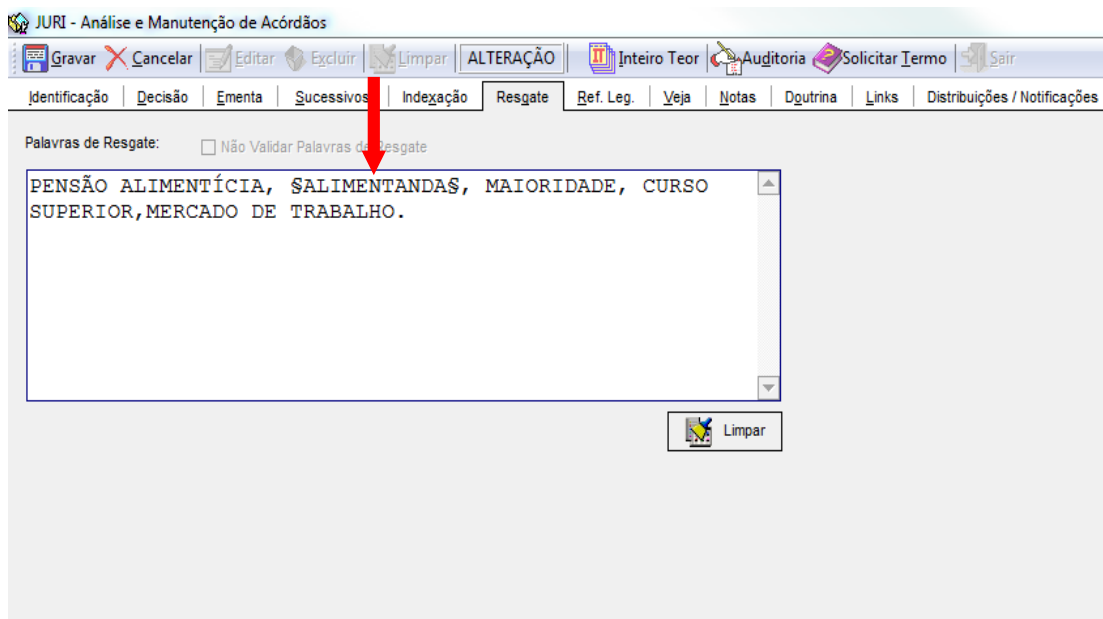 JURI - Análise e Manutenção de Acórdãos
Gravar Cancelar Editar Excluir Limpar ALTERAÇÃO Inteiro Teor Auditoria Solicitar Termo Sair
Identificação Decisão Ementa Sucessivos Indexação Resgate Ref. Leg. Veja Notas Doutrina Links Distribuições / Notificações
Palavras de Resgate: Não Validar Palavras de Resgate
PENSÃO ALIMENTÍCIA, §ALIMENTANDA§, MAIORIDADE, CURSO
SUPERIOR,MERCADO DE TRABALHO.
Limpar